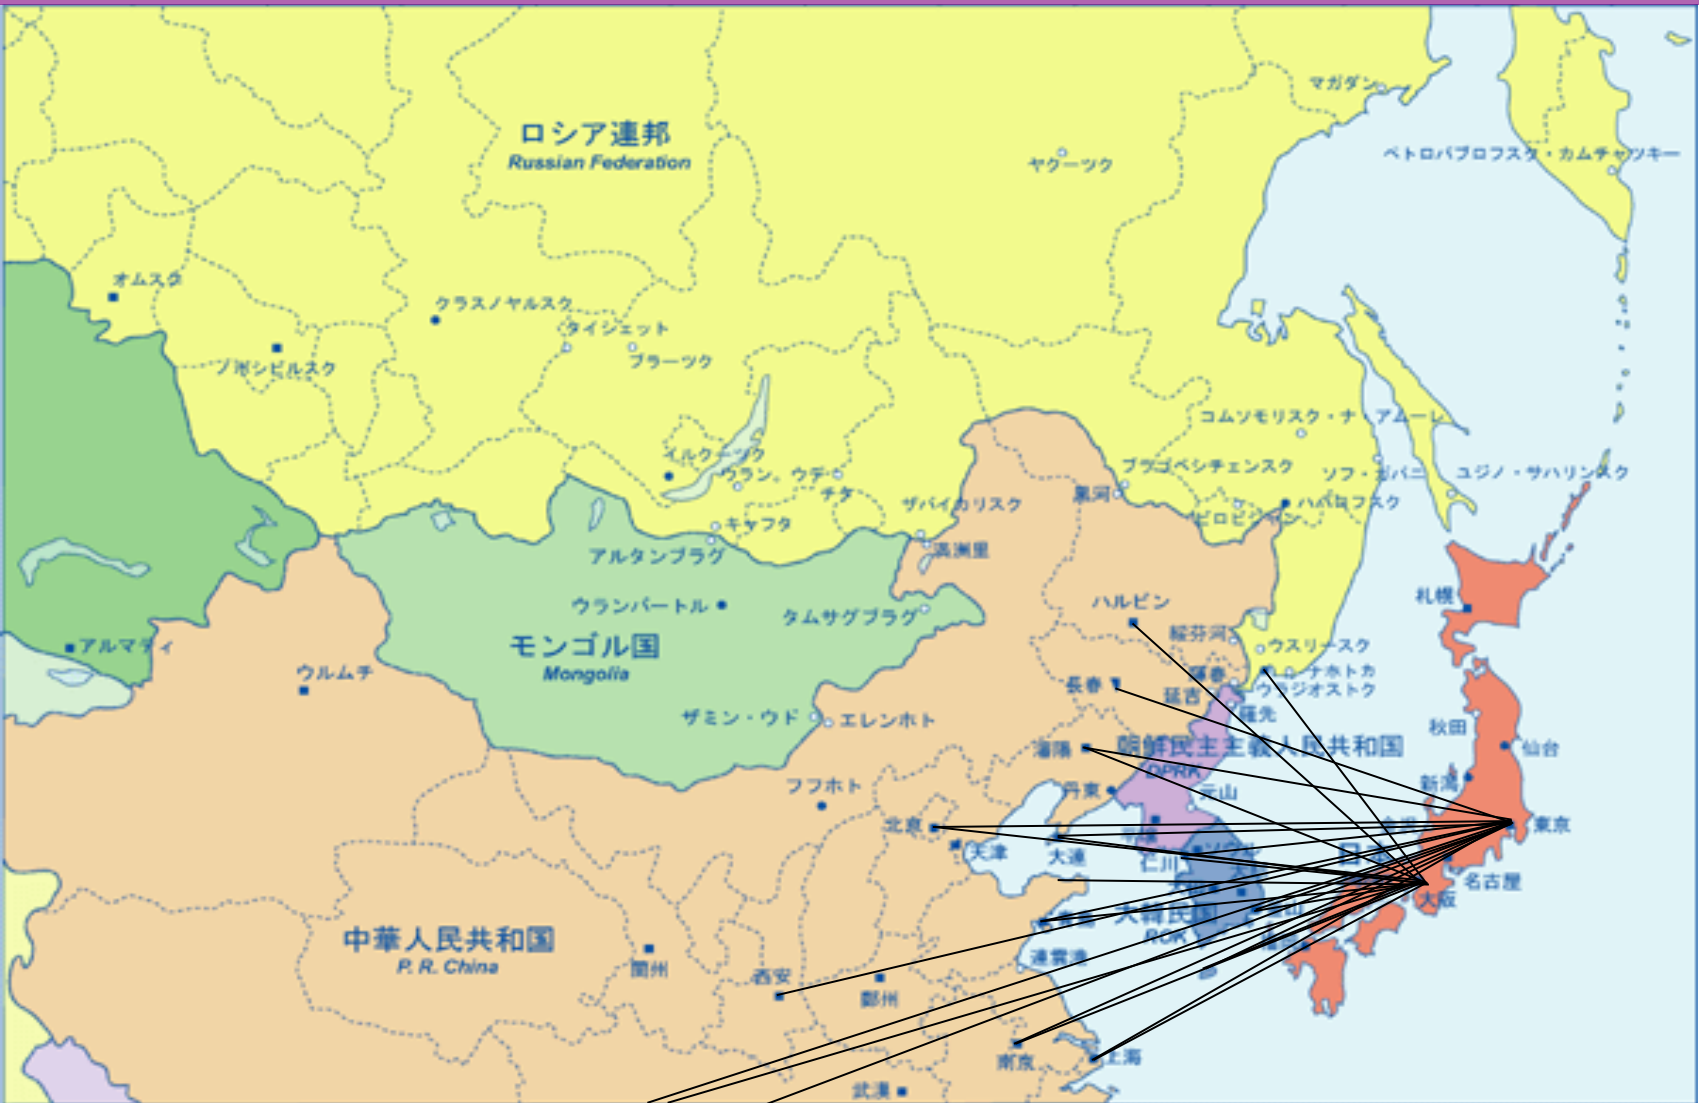 マガダン
ロシア連邦
Russian Federation
ヤクーツク
ペトロパブロフスク・カムチャツキー
オムスク
クラスノヤルスク
タイシェット
ノボシビルスク
ブラーツク
コムソモリスク・ナ・アムーレ
イルクーツク
ウラン・ウデ
チタ
ブラゴベシチェンスク
ユジノ・サハリンスク
ザバイカリスク
黒河
ハバロフスク
キャフタ
アルタンブラグ
満洲里
ウランバートル
タムサグブラグ
ハルビン
札幌
綏芬河
ウスリースク
アルマティ
モンゴル国
Mongolia
ウルムチ
長春
琿春
ナホトカ
延吉
ウラジオストク
ザミン・ウド
エレンホト
羅先
秋田
瀋陽
朝鮮民主主義人民共和国
仙台
DPRK
フフホト
丹東
元山
新潟
北京
東京
天津
大連
仁川
ソウル
名古屋
大阪
大韓民国
ROK
中華人民共和国
P. R. China
蘭州
西安
鄭州
連雲港
南京
上海
武漢